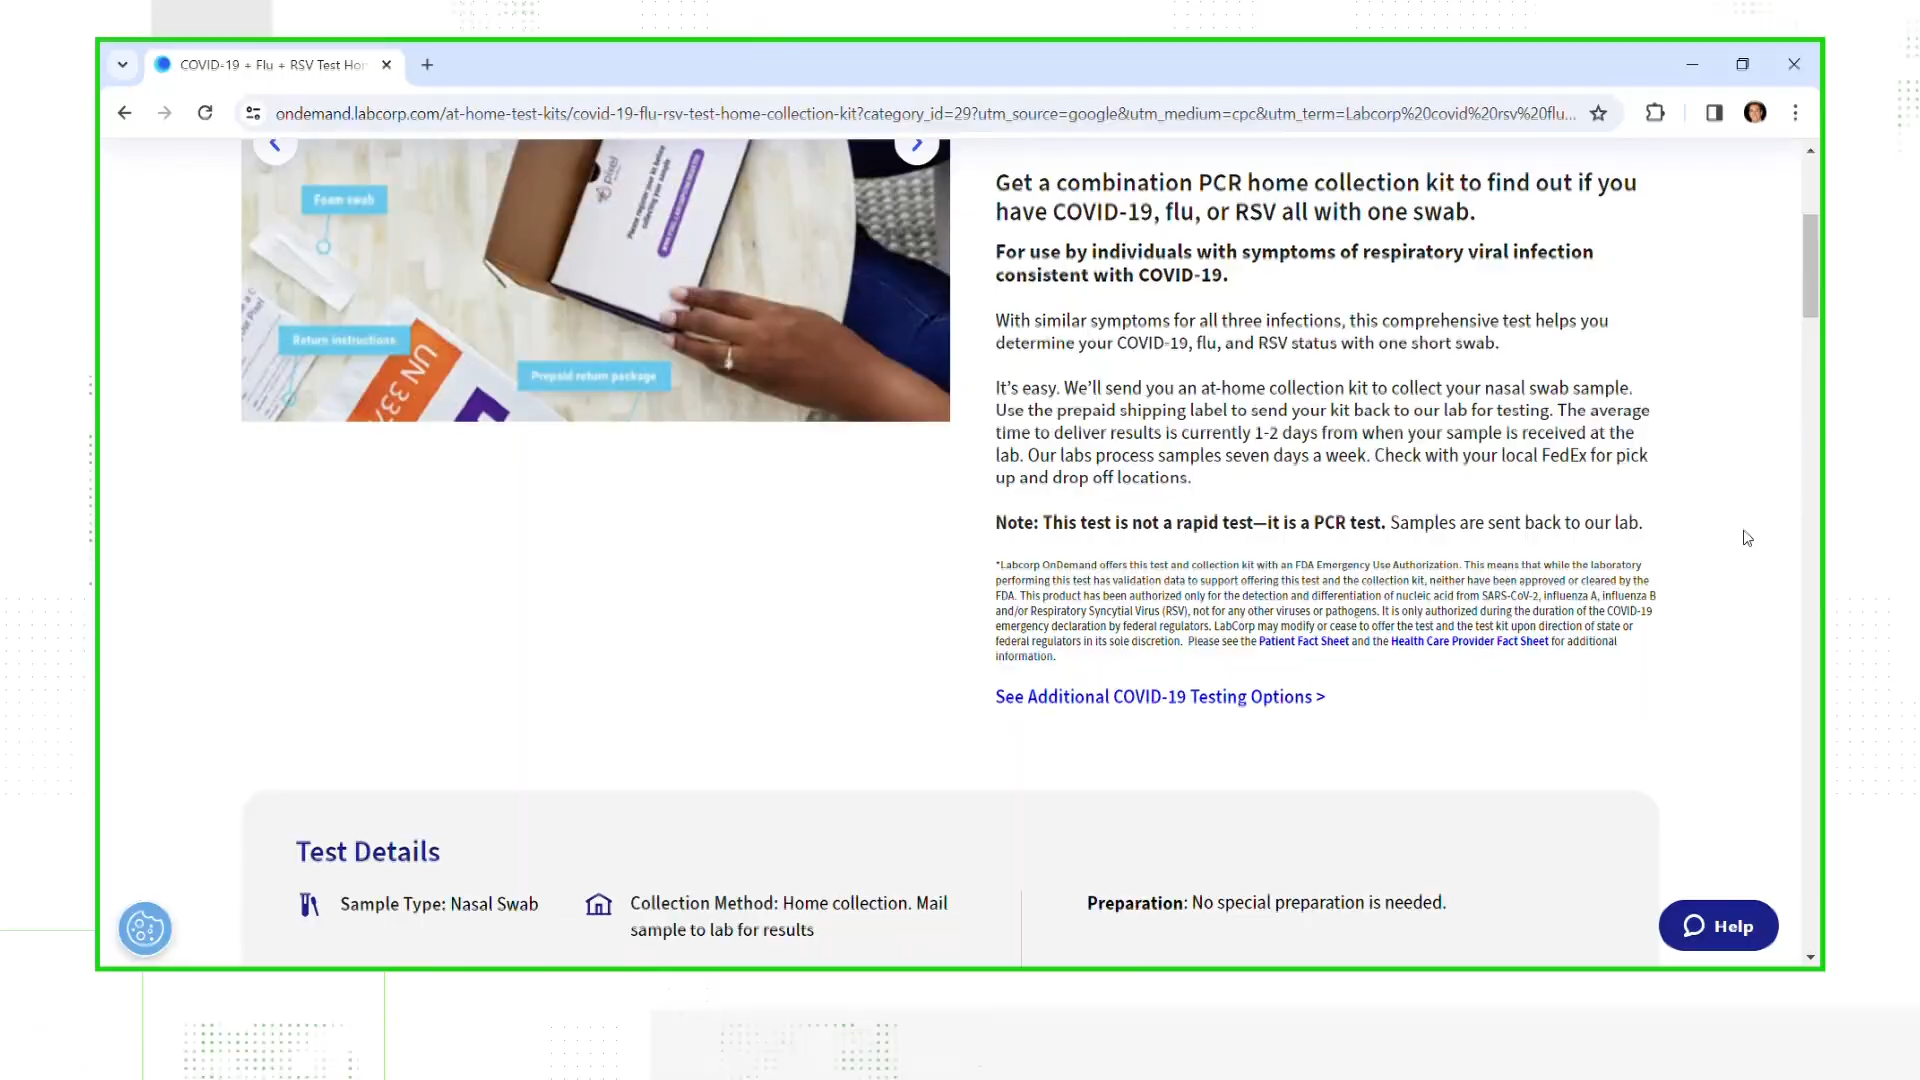 COVID-19 + Flu + RSV Test Hor
ondemand.labcorp.com/at-home-test-kits/covid-19-flu-rsv-test-home-collection-kit?category_id=29?utm_source=google&utm_medium=cpc&utm_term=Labcorp%20covid%20rsv%20flu...
Foam swab
pixel
Please register your kit before
collecting your sample
Return instructions
Prepaid return package
UN 337
Get a combination PCR home collection kit to find out if you
have COVID-19, flu, or RSV all with one swab.
For use by individuals with symptoms of respiratory viral infection
consistent with COVID-19.
With similar symptoms for all three infections, this comprehensive test helps you
determine your COVID-19, flu, and RSV status with one short swab.
It’s easy. We’ll send you an at-home collection kit to collect your nasal swab sample.
Use the prepaid shipping label to send your kit back to our lab for testing. The average
time to deliver results is currently 1-2 days from when your sample is received at the
lab. Our labs process samples seven days a week. Check with your local FedEx for pick
up and drop off locations.
Note: This test is not a rapid test—it is a PCR test. Samples are sent back to our lab.
*Labcorp OnDemand offers this test and collection kit with an FDA Emergency Use Authorization. This means that while the laboratory
performing this test has validation data to support offering this test and the collection kit, neither have been approved or cleared by the
FDA. This product has been authorized only for the detection and differentiation of nucleic acid from SARS-CoV-2, influenza A, influenza B
and/or Respiratory Syncytial Virus (RSV), not for any other viruses or pathogens. It is only authorized during the duration of the COVID-19
emergency declaration by federal regulators. LabCorp may modify or cease to offer the test and the test kit upon direction of state or
federal regulators in its sole discretion. Please see the Patient Fact Sheet and the Health Care Provider Fact Sheet for additional
information.
See Additional COVID-19 Testing Options >
Test Details
Sample Type: Nasal Swab
Collection Method: Home collection. Mail
sample to lab for results
Preparation: No special preparation is needed.
Help